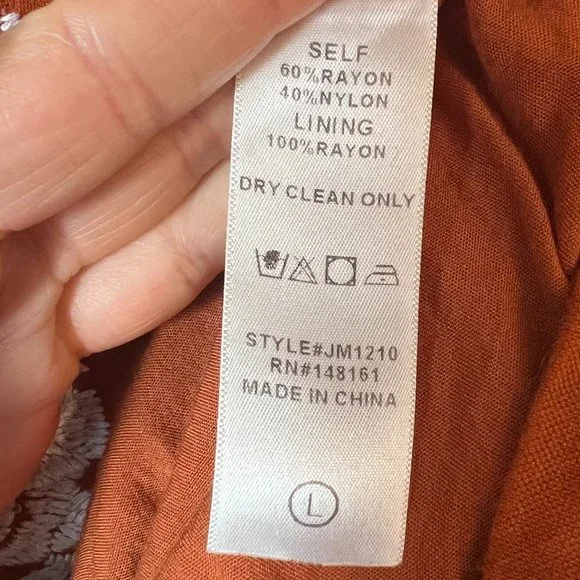 SELF
60%RAYON
40%NYLON
LINING
100%RAYON
DRY CLEAN ONLY
STYLE#JM1210
RN#148161
MADE IN CHINA
L